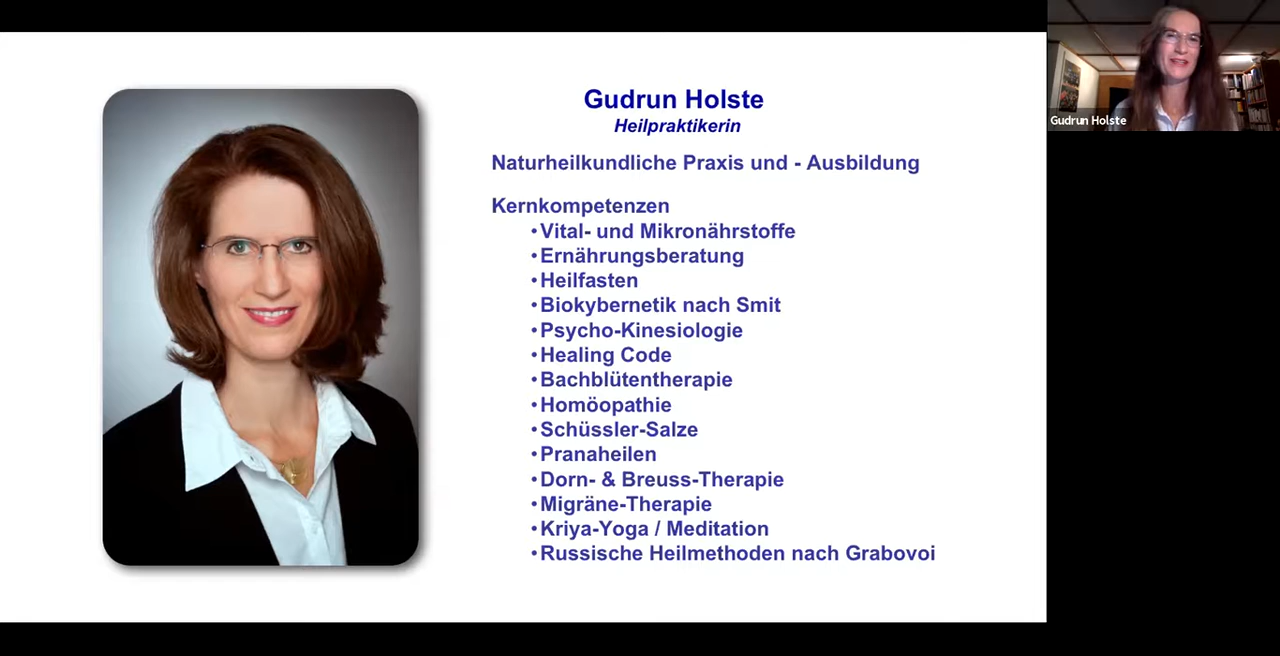 Gudrun Holste
Heilpraktikerin
Naturheilkundliche Praxis und - Ausbildung
Kernkompetenzen
•Vital- und Mikronährstoffe
•Ernährungsberatung
•Heilfasten
•Biokybernetik nach Smit
•Psycho-Kinesiologie
•Healing Code
•Bachblütentherapie
•Homöopathie
•Schüssler-Salze
•Pranaheilen
•Dorn- & Breuss-Therapie
•Migräne-Therapie
•Kriya-Yoga / Meditation
•Russische Heilmethoden nach Grabovoi
Gudrun Holste